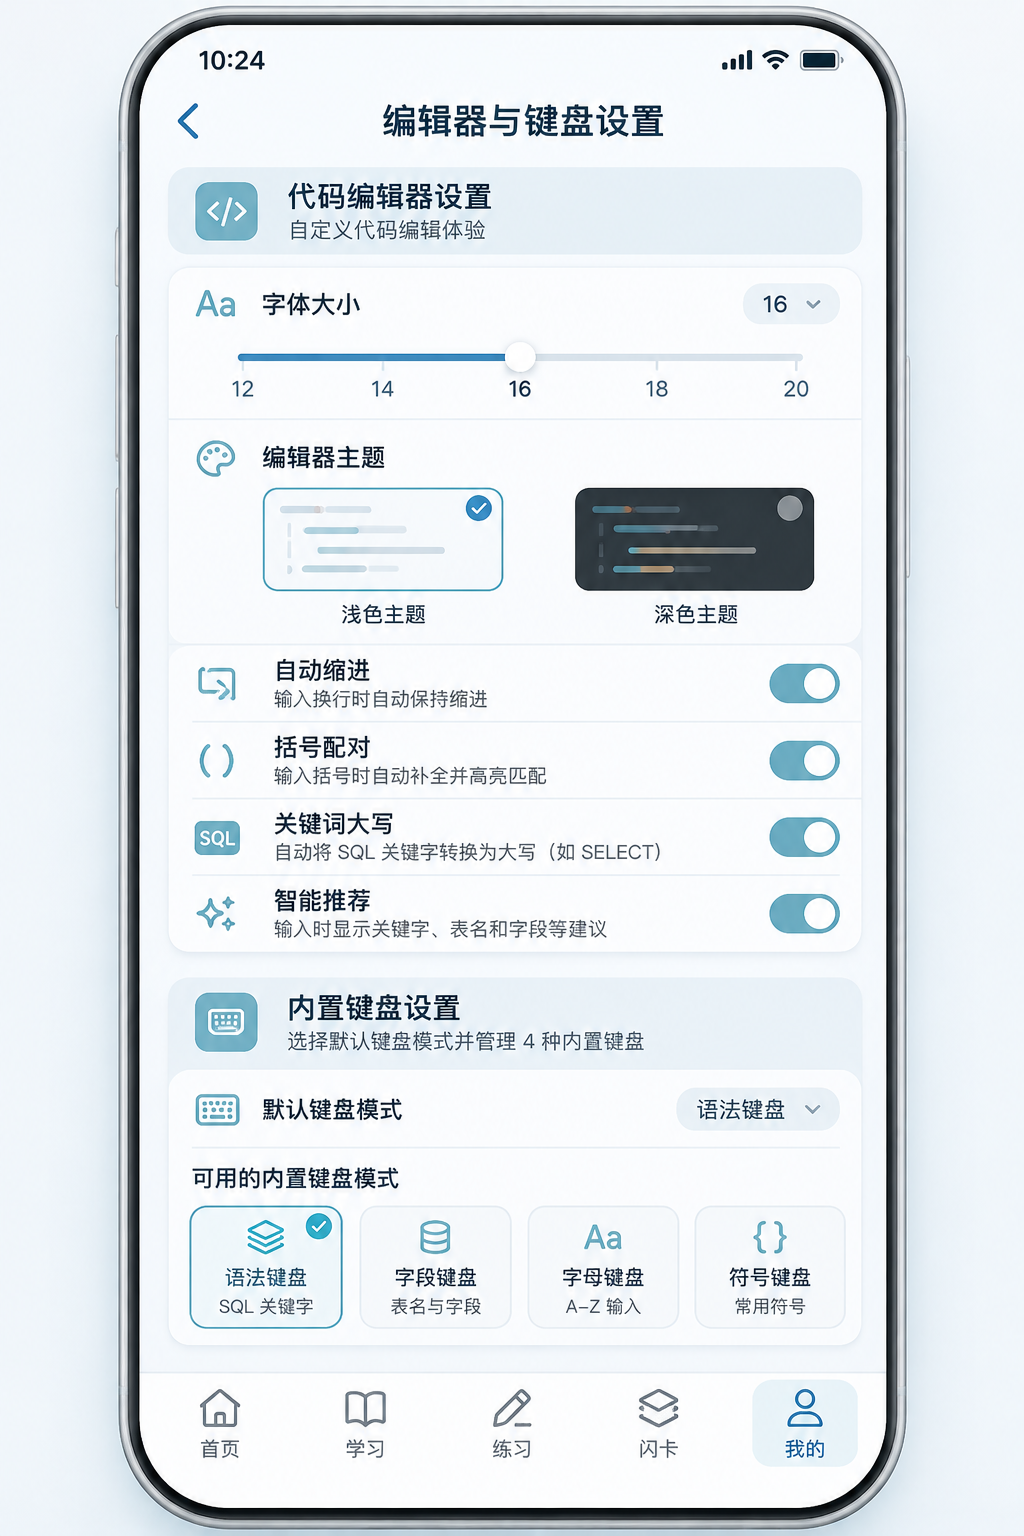 10:24
编辑器与键盘设置
代码编辑器设置
自定义代码编辑体验
Aa 字体大小 16
12 14 16 18 20
编辑器主题
浅色主题 深色主题
自动缩进
输入换行时自动保持缩进
括号配对
输入括号时自动补全并高亮匹配
SQL 关键词大写
自动将 SQL 关键字转换为大写（如 SELECT）
智能推荐
输入时显示关键字、表名和字段等建议
内置键盘设置
选择默认键盘模式并管理 4 种内置键盘
默认键盘模式 语法键盘
可用的内置键盘模式
Aa { }
语法键盘 字段键盘 字母键盘 符号键盘
SQL 关键字 表名与字段 A–Z 输入 常用符号
首页 学习 练习 闪卡 我的